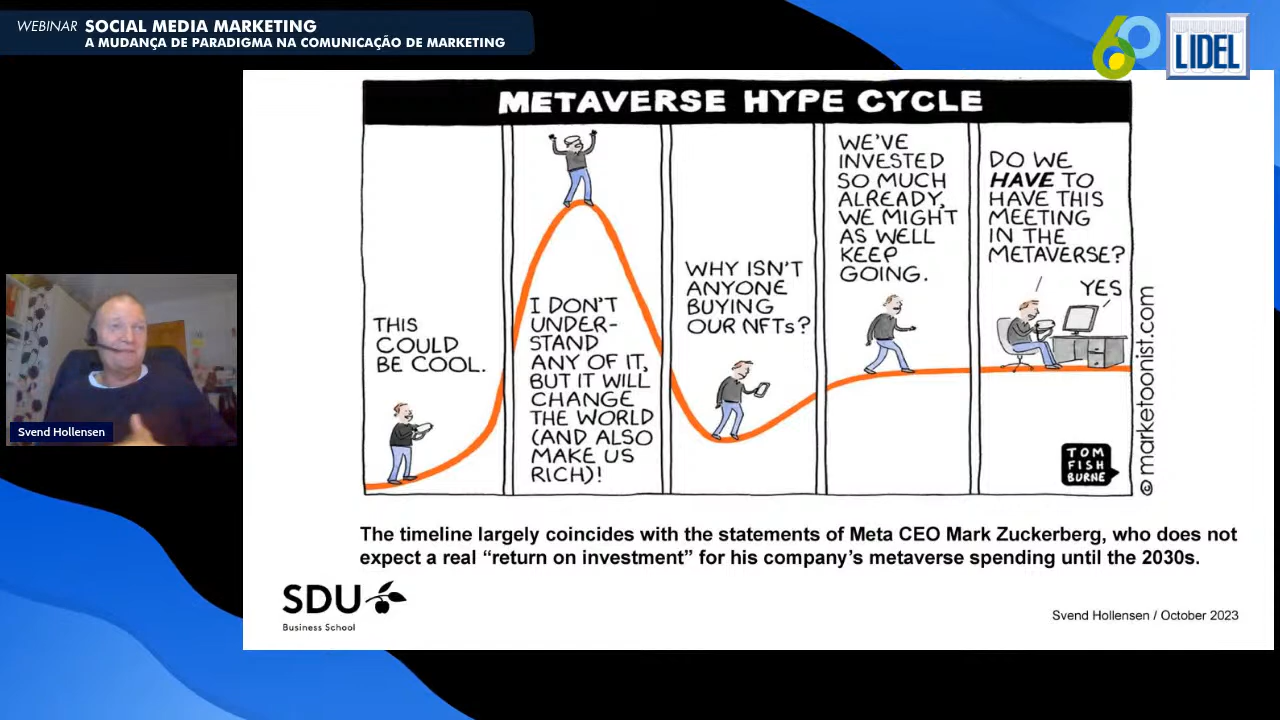 WEBINAR SOCIAL MEDIA MARKETING
A MUDANÇA DE PARADIGMA NA COMUNICAÇÃO DE MARKETING
60
LIDEL
METAVERSE HYPE CYCLE
THIS
COULD
BE COOL.
I DON'T
UNDER-
STAND
ANY OF IT,
BUT IT WILL
CHANGE
THE WORLD
(AND ALSO
MAKE US
RICH)!
WHY ISN'T
ANYONE
BUYING
OUR NFTs?
WE'VE
INVESTED
SO MUCH
ALREADY,
WE MIGHT
AS WELL
KEEP
GOING.
DO WE
HAVE TO
HAVE THIS
MEETING
IN THE
METAVERSE?
YES
TOM
FISH
BURNE
© marketoonist.com
Svend Hollensen
The timeline largely coincides with the statements of Meta CEO Mark Zuckerberg, who does not
expect a real “return on investment” for his company’s metaverse spending until the 2030s.
SDU
Business School
Svend Hollensen / October 2023